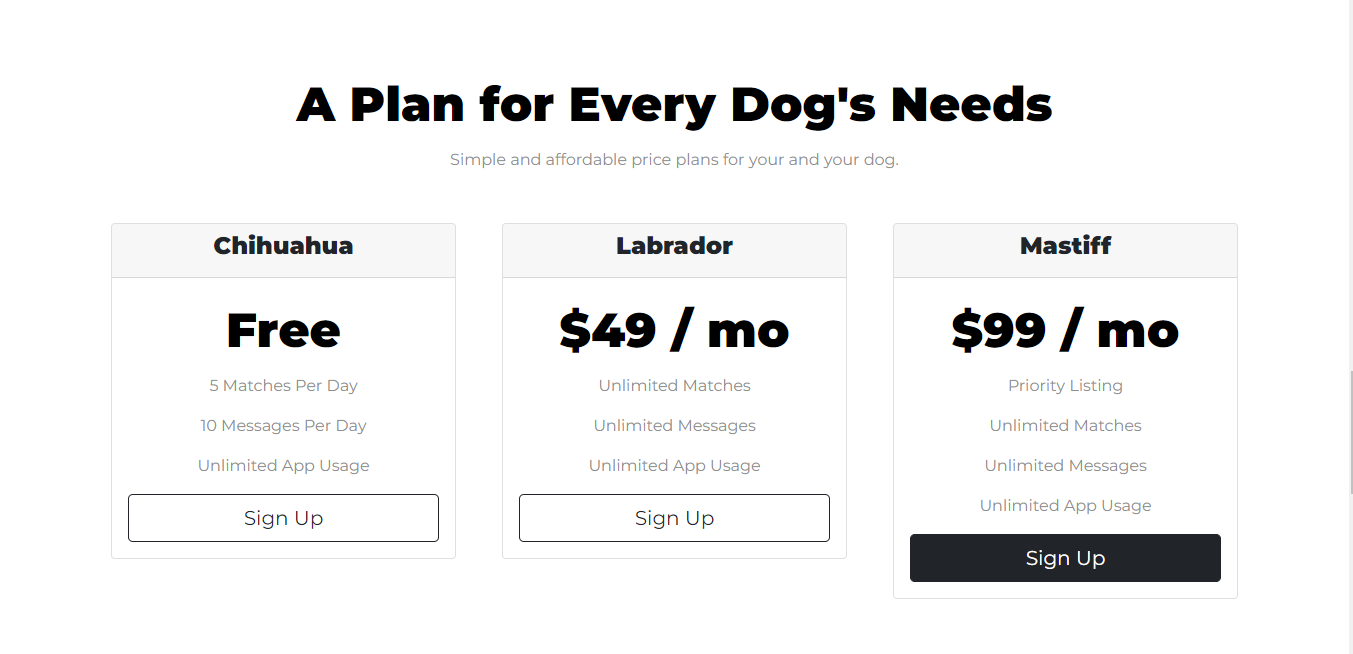 A Plan for Every Dog's Needs
Simple and affordable price plans for your and your dog.
Chihuahua
Free
5 Matches Per Day
10 Messages Per Day
Unlimited App Usage
Sign Up
Labrador
$49 / mo
Unlimited Matches
Unlimited Messages
Unlimited App Usage
Sign Up
Mastiff
$99 / mo
Priority Listing
Unlimited Matches
Unlimited Messages
Unlimited App Usage
Sign Up